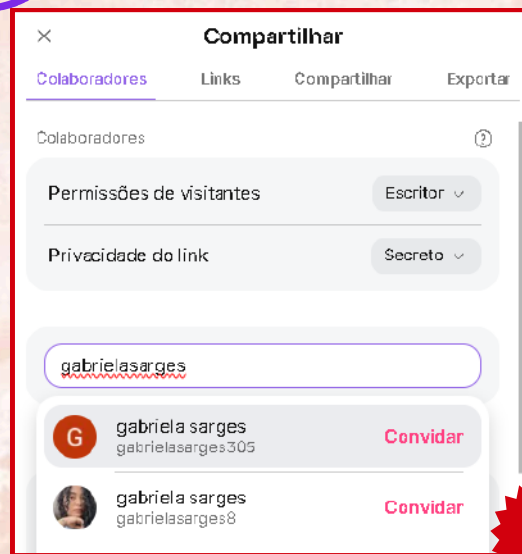 Compartilhar
Colaboradores Links Compartilhar Exportar
Colaboradores
Permissões de visitantes Escritor
Privacidade do link Secreto
gabrielasarges
G gabriela sarges Convidar
gabrielasarges305
gabriela sarges Convidar
gabrielasarges8